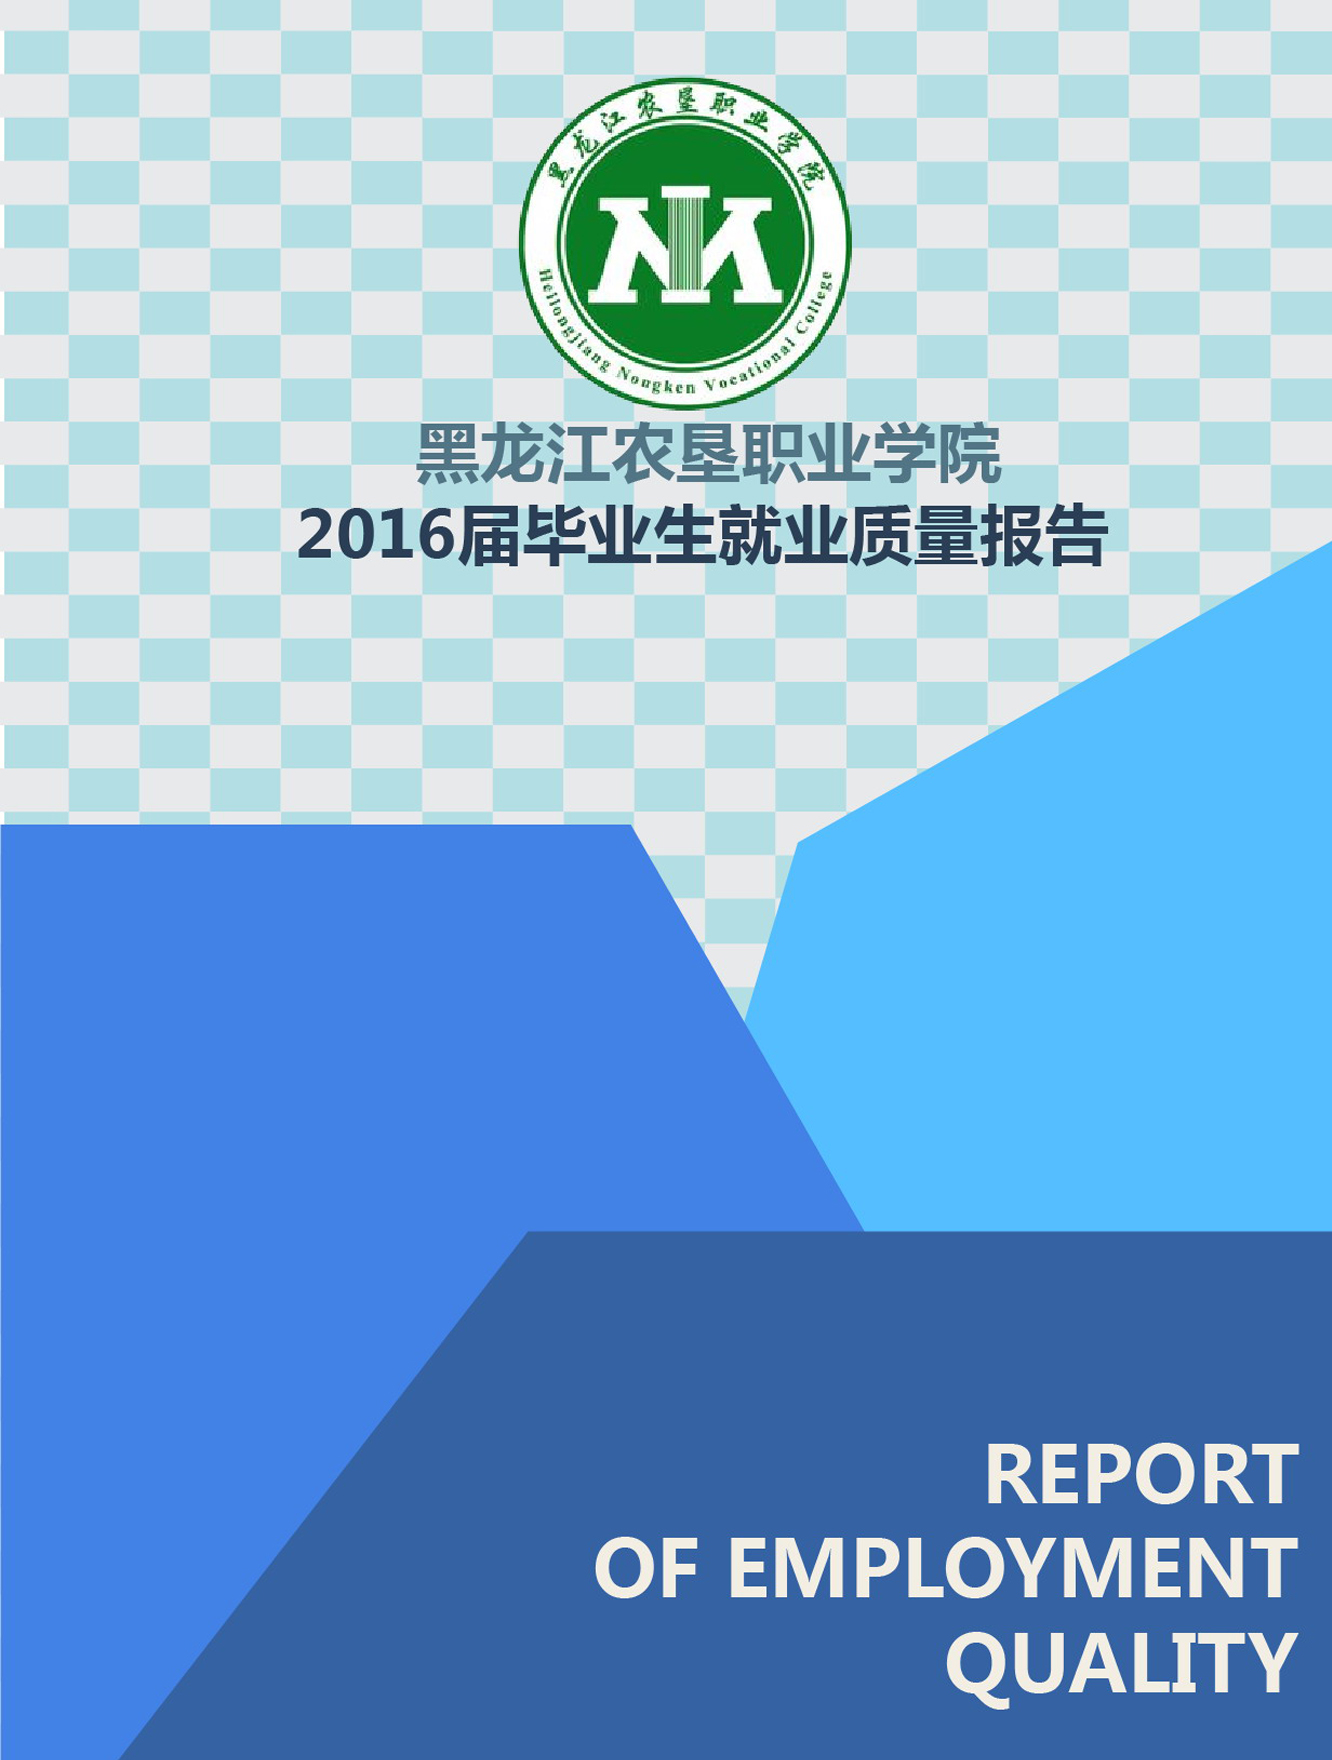 黑龙江农垦职业学院
Heilongjiang Nongken Vocational College
黑龙江农垦职业学院
2016届毕业生就业质量报告
REPORT
OF EMPLOYMENT
QUALITY